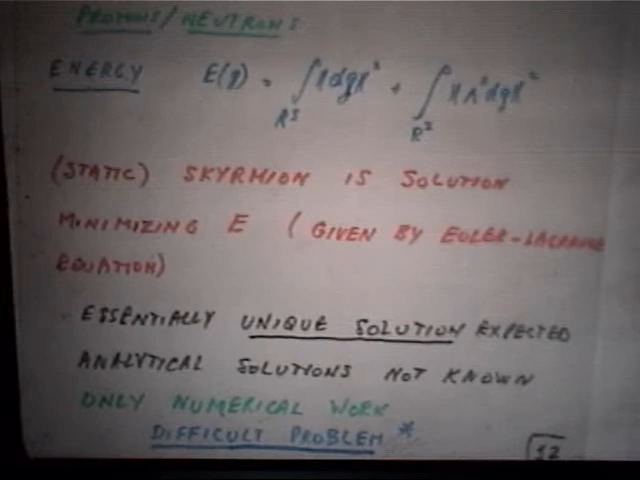 PROTONS/NEUTRONS
ENERGY E(g) = ∫R³ |dg|² + ∫R³ |Λ²dg|²
(STATIC) SKYRMION IS SOLUTION
MINIMIZING E (GIVEN BY EULER-LAGRANGE
EQUATION)
ESSENTIALLY UNIQUE SOLUTION EXPECTED
ANALYTICAL SOLUTIONS NOT KNOWN
ONLY NUMERICAL WORK
DIFFICULT PROBLEM *
12